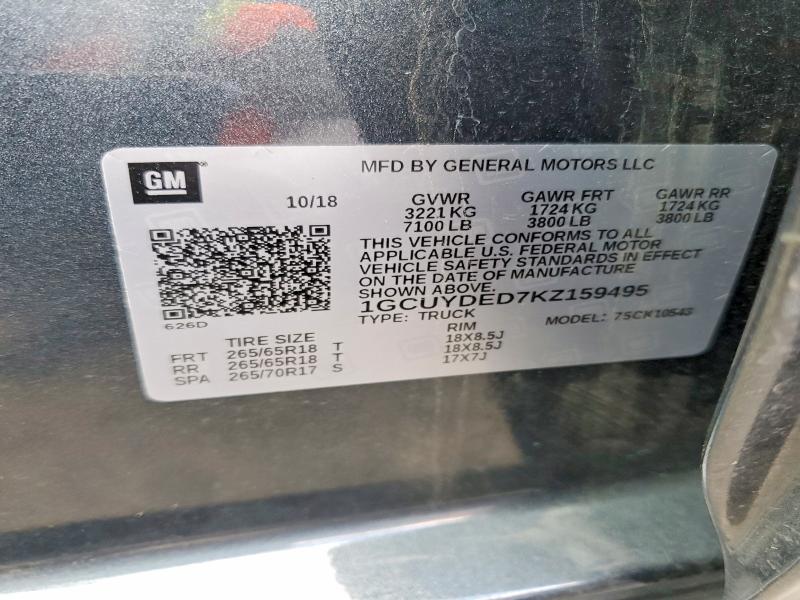 GM
MFD BY GENERAL MOTORS LLC
10/18
GVWR GAWR FRT GAWR RR
3221 KG 1724 KG 1724 KG
7100 LB 3800 LB 3800 LB
THIS VEHICLE CONFORMS TO ALL
APPLICABLE U.S. FEDERAL MOTOR
VEHICLE SAFETY STANDARDS IN EFFECT
ON THE DATE OF MANUFACTURE
SHOWN ABOVE.
1GCUYDED7KZ159495
626D
TYPE: TRUCK MODEL: 7SCK10543
TIRE SIZE RIM
FRT 265/65R18 T 18X8.5J
RR 265/65R18 T 18X8.5J
SPA 265/70R17 S 17X7J